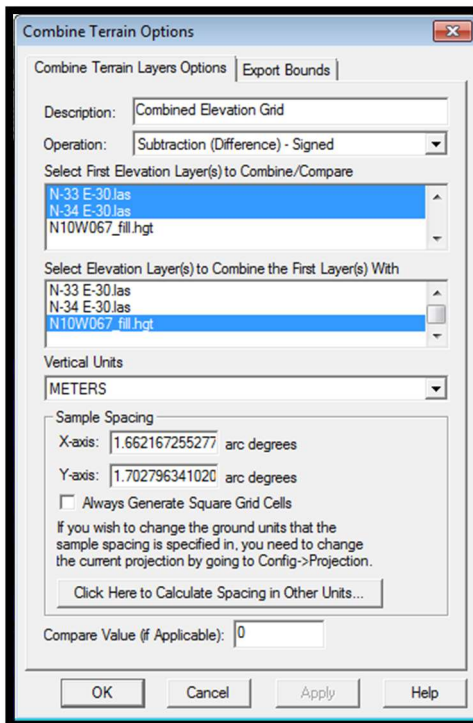 Combine Terrain Options
Combine Terrain Layers Options Export Bounds
Description: Combined Elevation Grid
Operation: Subtraction (Difference) - Signed
Select First Elevation Layer(s) to Combine/Compare
N-33 E-30.las
N-34 E-30.las
N10W067_fill.hgt
Select Elevation Layer(s) to Combine the First Layer(s) With
N-33 E-30.las
N-34 E-30.las
N10W067_fill.hgt
Vertical Units
METERS
Sample Spacing
X-axis: 1.662167255277 arc degrees
Y-axis: 1.702796341020 arc degrees
Always Generate Square Grid Cells
If you wish to change the ground units that the
sample spacing is specified in, you need to change
the current projection by going to Config->Projection.
Click Here to Calculate Spacing in Other Units...
Compare Value (if Applicable): 0
OK Cancel Apply Help